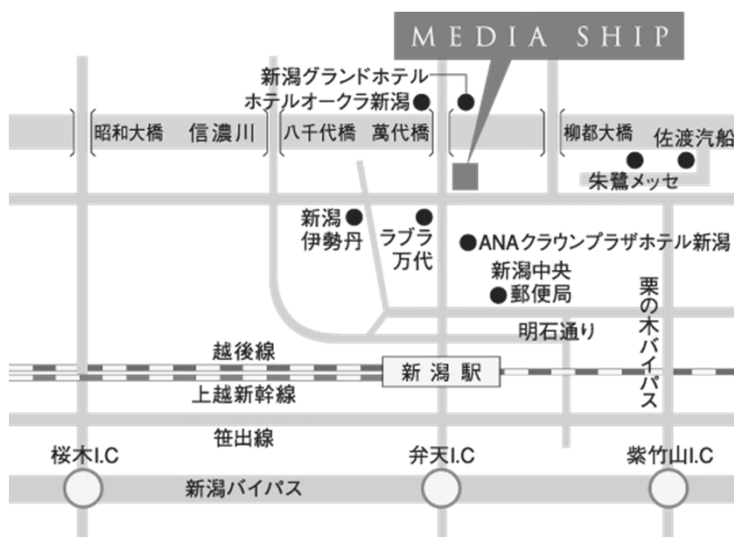 MEDIA SHIP
新潟グランドホテル
ホテルオークラ新潟
昭和大橋
信濃川
八千代橋
萬代橋
柳都大橋
佐渡汽船
朱鷺メッセ
新潟
伊勢丹
ラブラ
万代
ANAクラウンプラザホテル新潟
新潟中央
郵便局
栗の木バイパス
明石通り
越後線
新潟駅
上越新幹線
笹出線
桜木I.C
弁天I.C
紫竹山I.C
新潟バイパス